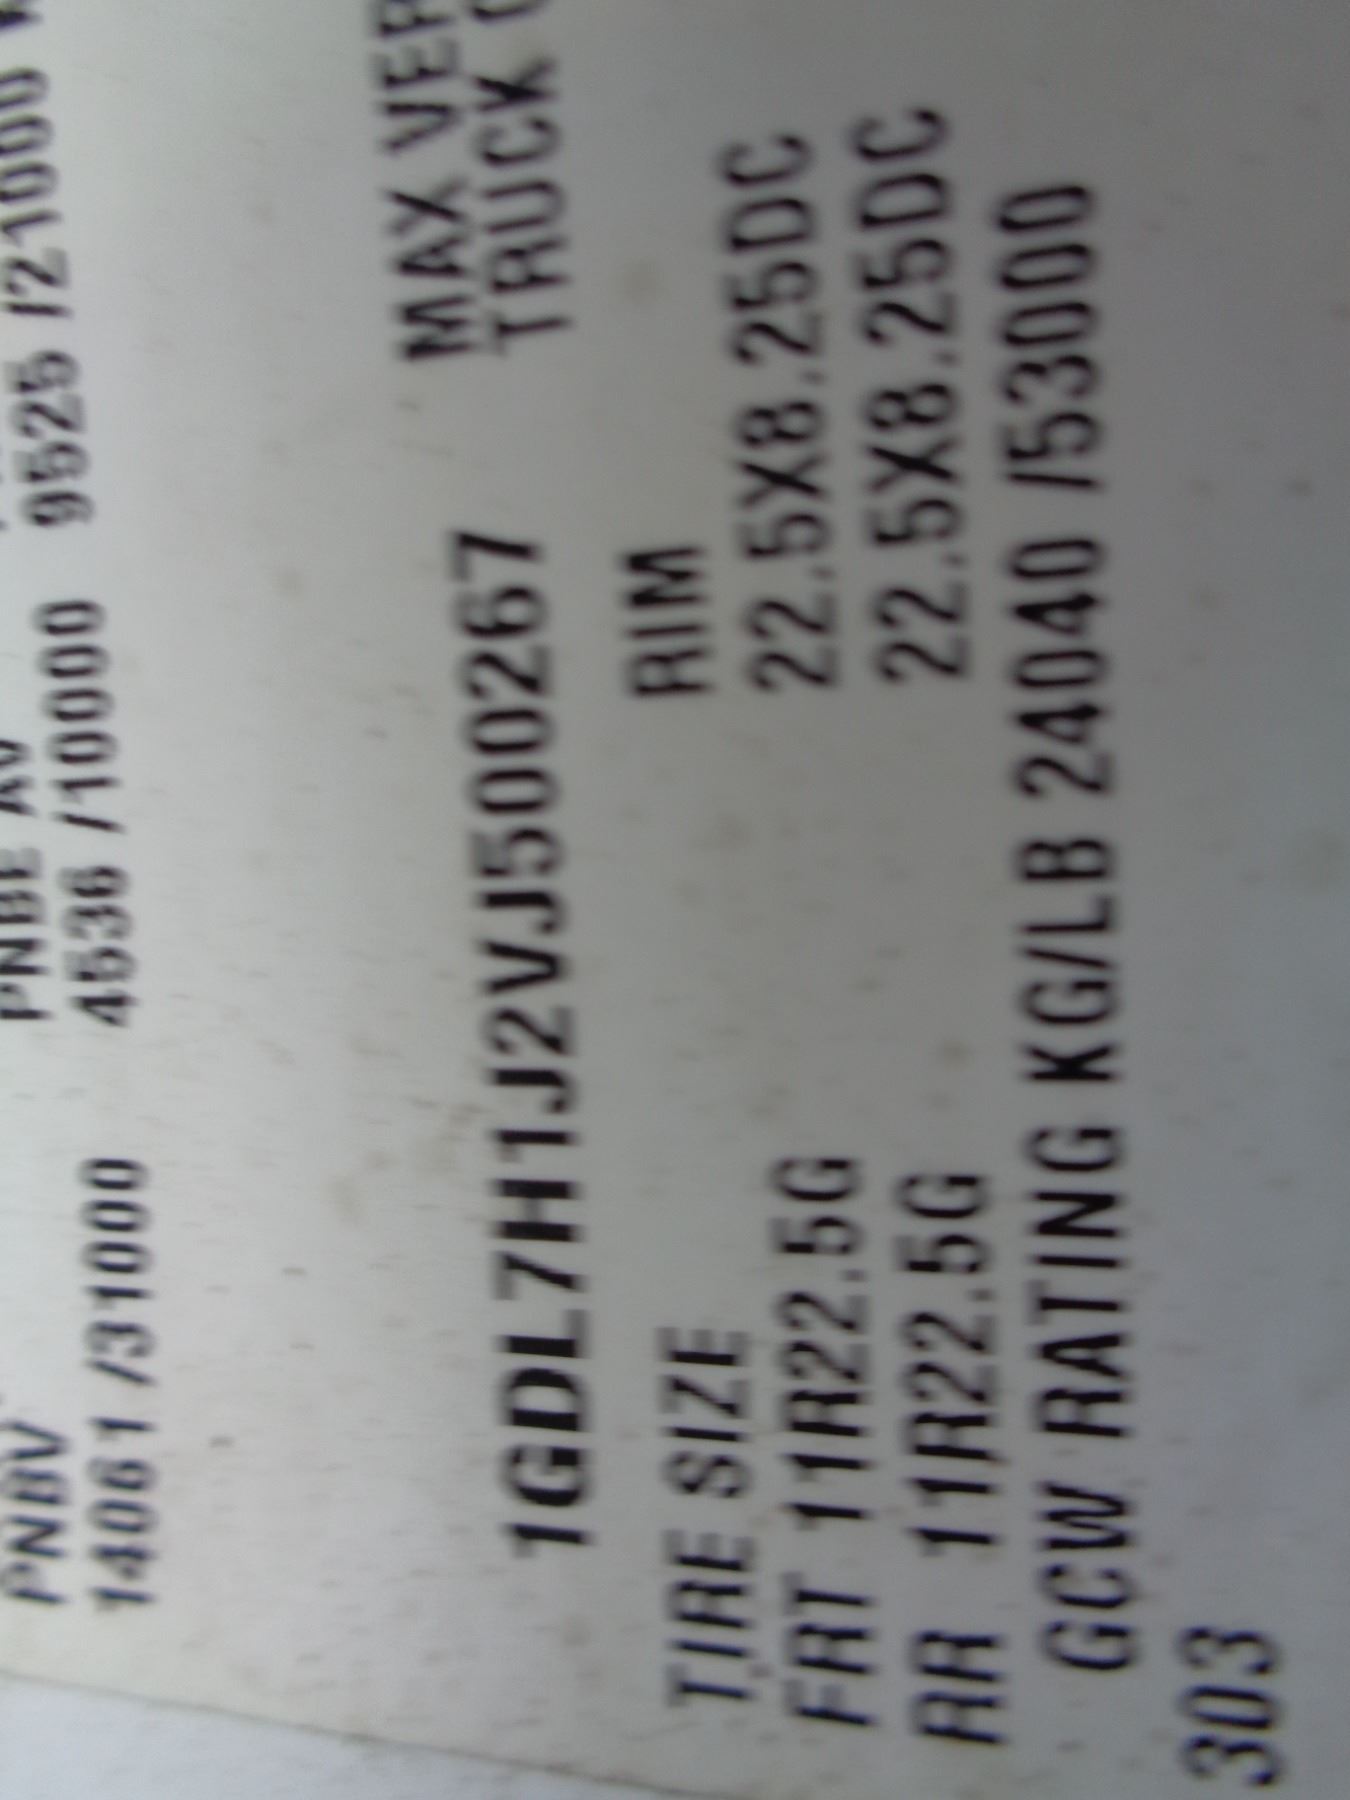 PNBV PNBE AV
14061 /31000 4536 /10000 9525 /21000
1GDL7H1J2VJ500267 MAX VER
TRUCK
TIRE SIZE RIM
FRT 11R22.5G 22.5X8.25DC
RR 11R22.5G 22.5X8.25DC
GCW RATING KG/LB 24040 /53000
303